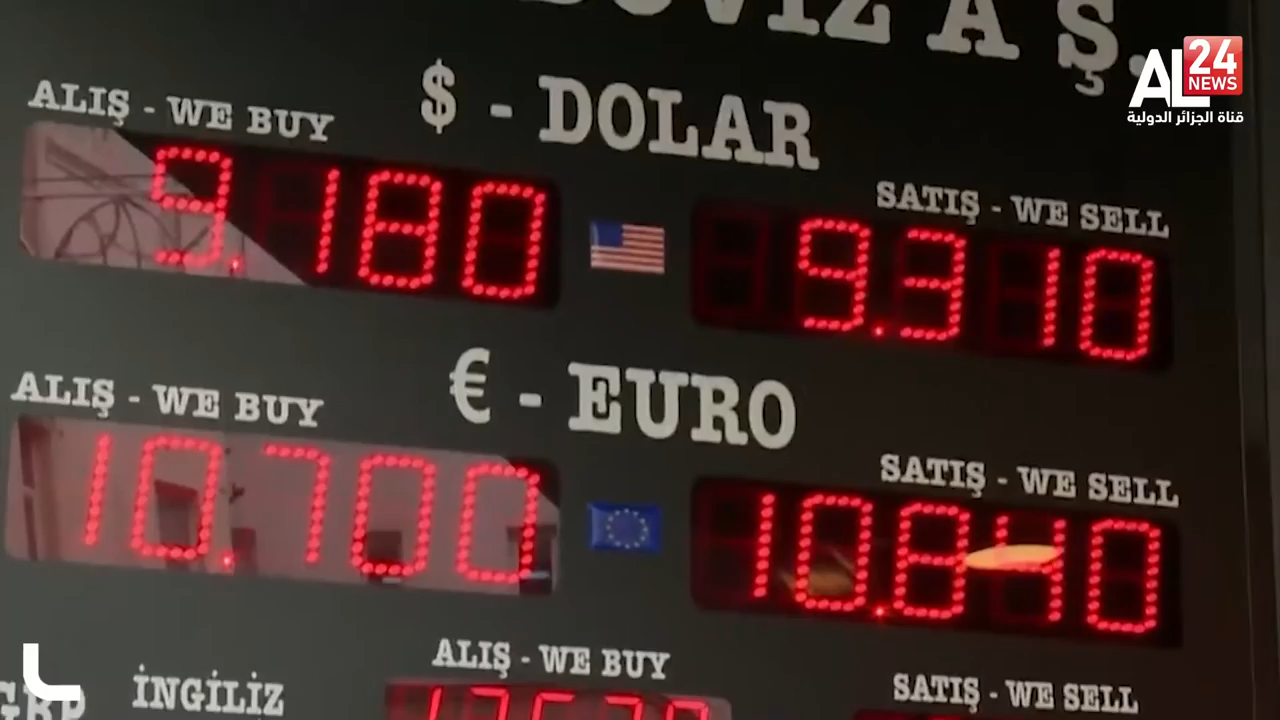 DÖVİZ A Ş.
AL 24 NEWS
قناة الجزائر الدولية
$ - DOLAR
ALIŞ - WE BUY
9.180
SATIŞ - WE SELL
9.310
€ - EURO
ALIŞ - WE BUY
10.700
SATIŞ - WE SELL
10.840
GBP İNGİLİZ
ALIŞ - WE BUY
SATIŞ - WE SELL